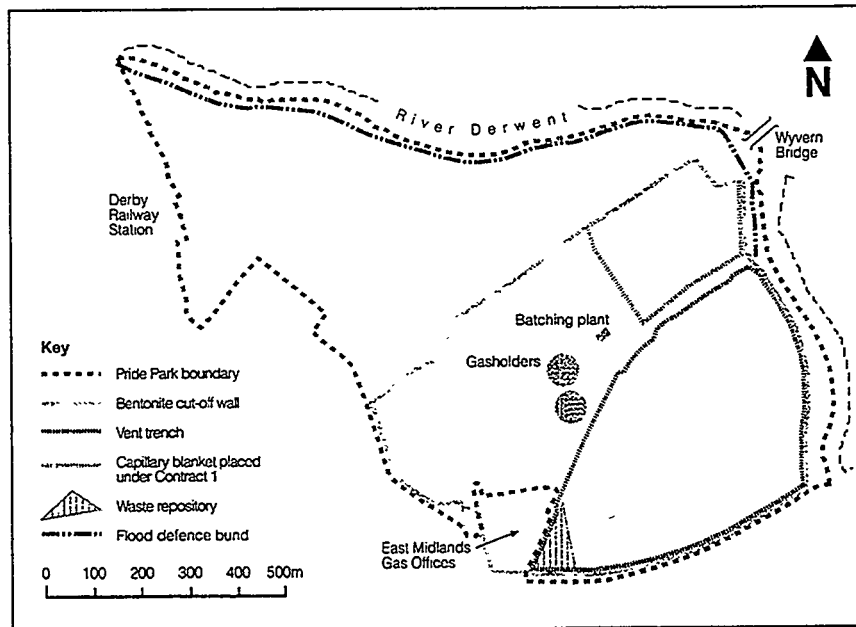 N
River Derwent
Wyvern
Bridge
Derby
Railway
Station
Batching plant
Gasholders
Key
Pride Park boundary
Bentonite cut-off wall
Vent trench
Capillary blanket placed
under Contract 1
Waste repository
Flood defence bund
East Midlands
Gas Offices
0 100 200 300 400 500m